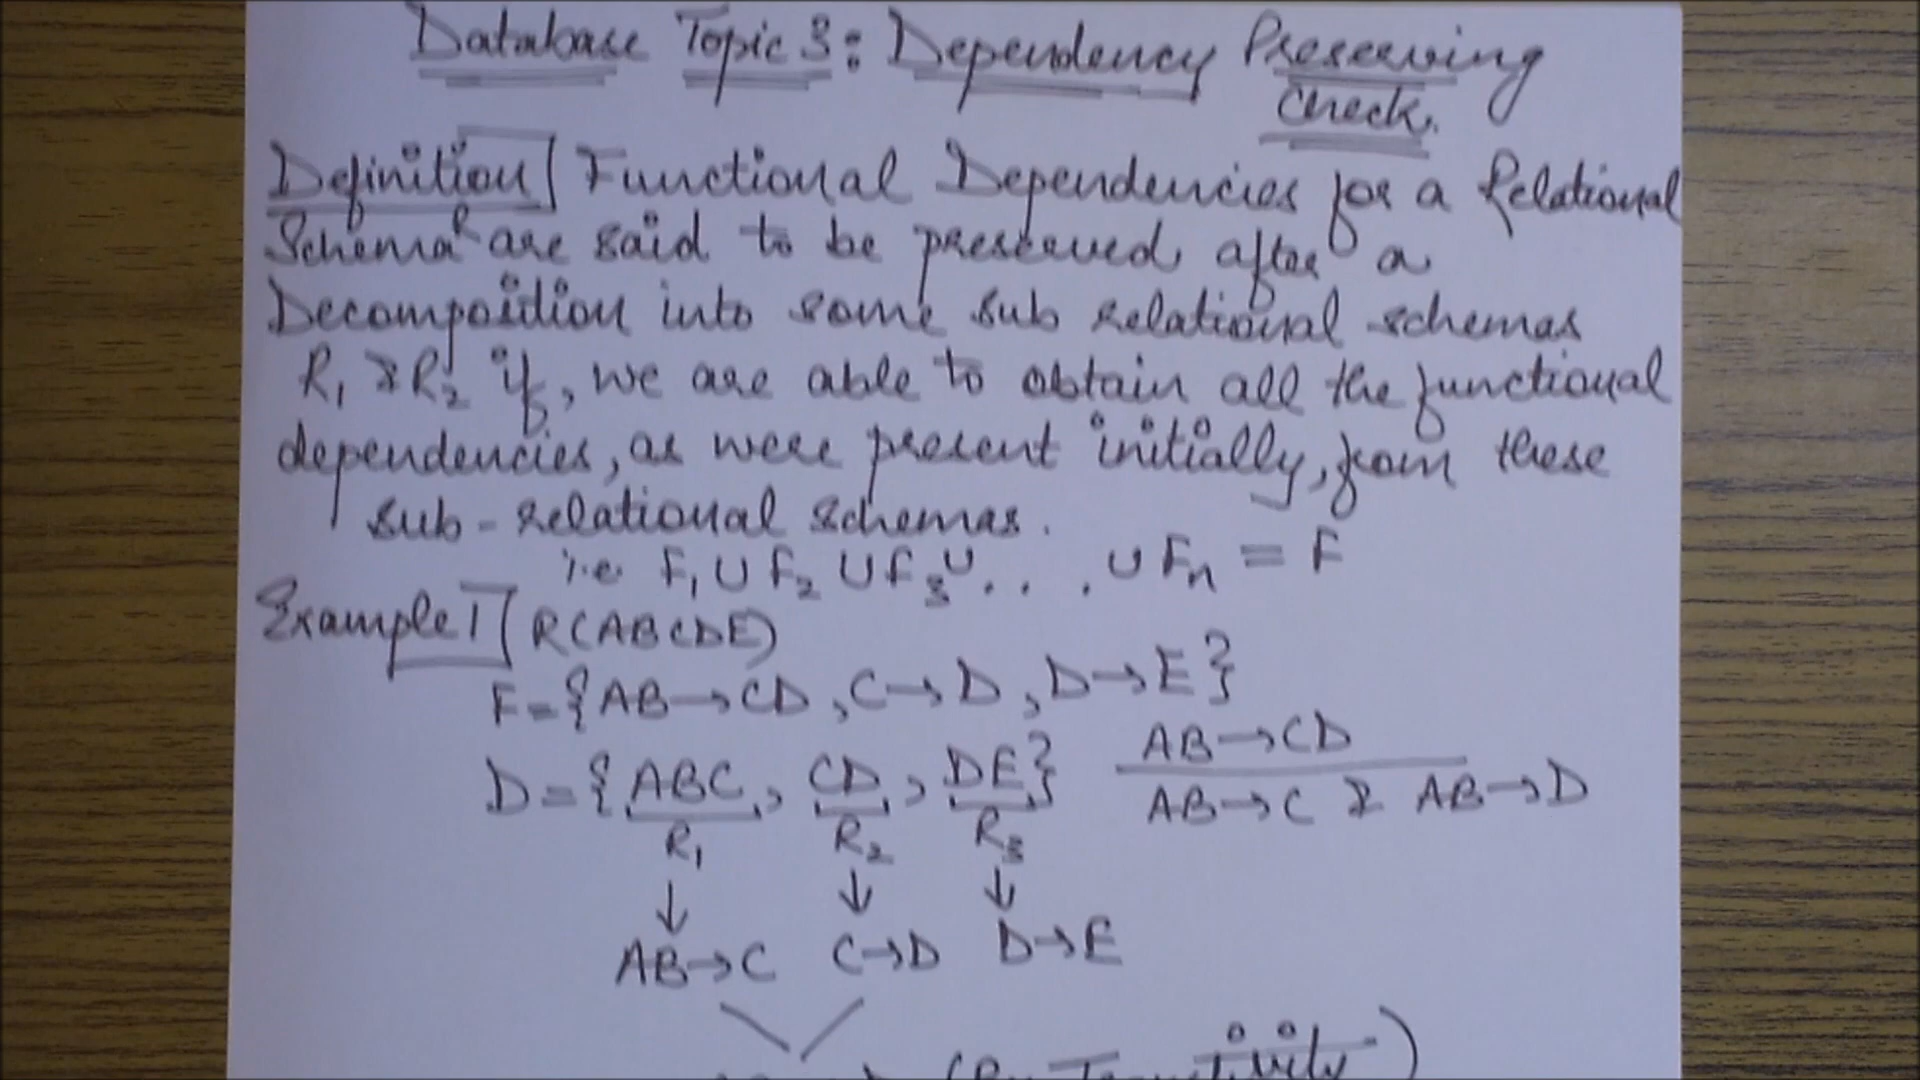 Database Topic 3: Dependency Preserving
Check.
Definition Functional Dependencies for a Relational
Schema R are said to be preserved after a
Decomposition into some sub relational schemas
R1 & R2 if, we are able to obtain all the functional
dependencies, as were present initially, from these
sub-relational schemas.
i.e F1 ∪ F2 ∪ F3 ∪ . . . . ∪ Fn = F
Example 1 R(ABCDE)
F = {AB→CD, C→D, D→E}
D = {ABC, CD, DE} AB→CD
R1 R2 R3 AB→C & AB→D
↓ ↓ ↓
AB→C C→D D→E
(By Transitivity)